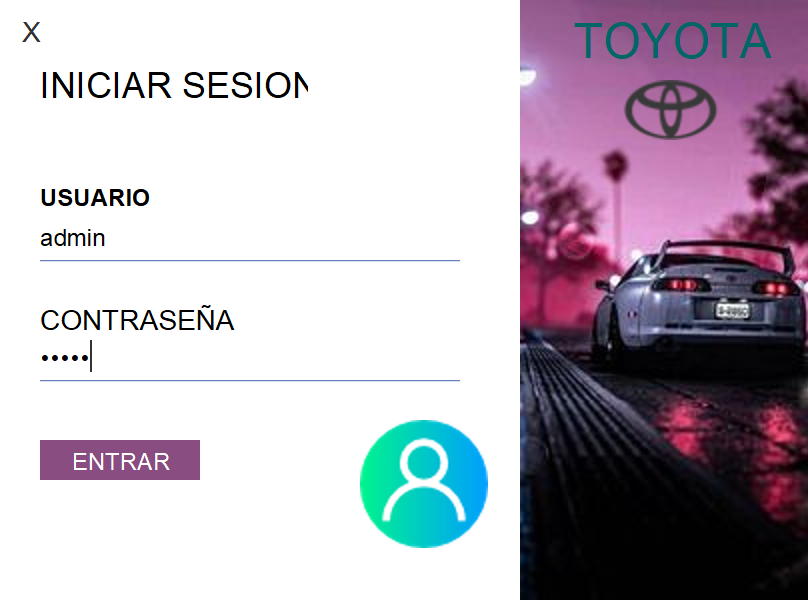 X
TOYOTA
INICIAR SESION
USUARIO
admin
CONTRASEÑA
•••••
ENTRAR